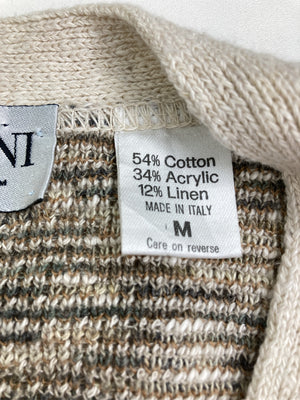 NI
54% Cotton
34% Acrylic
12% Linen
MADE IN ITALY
M
Care on reverse